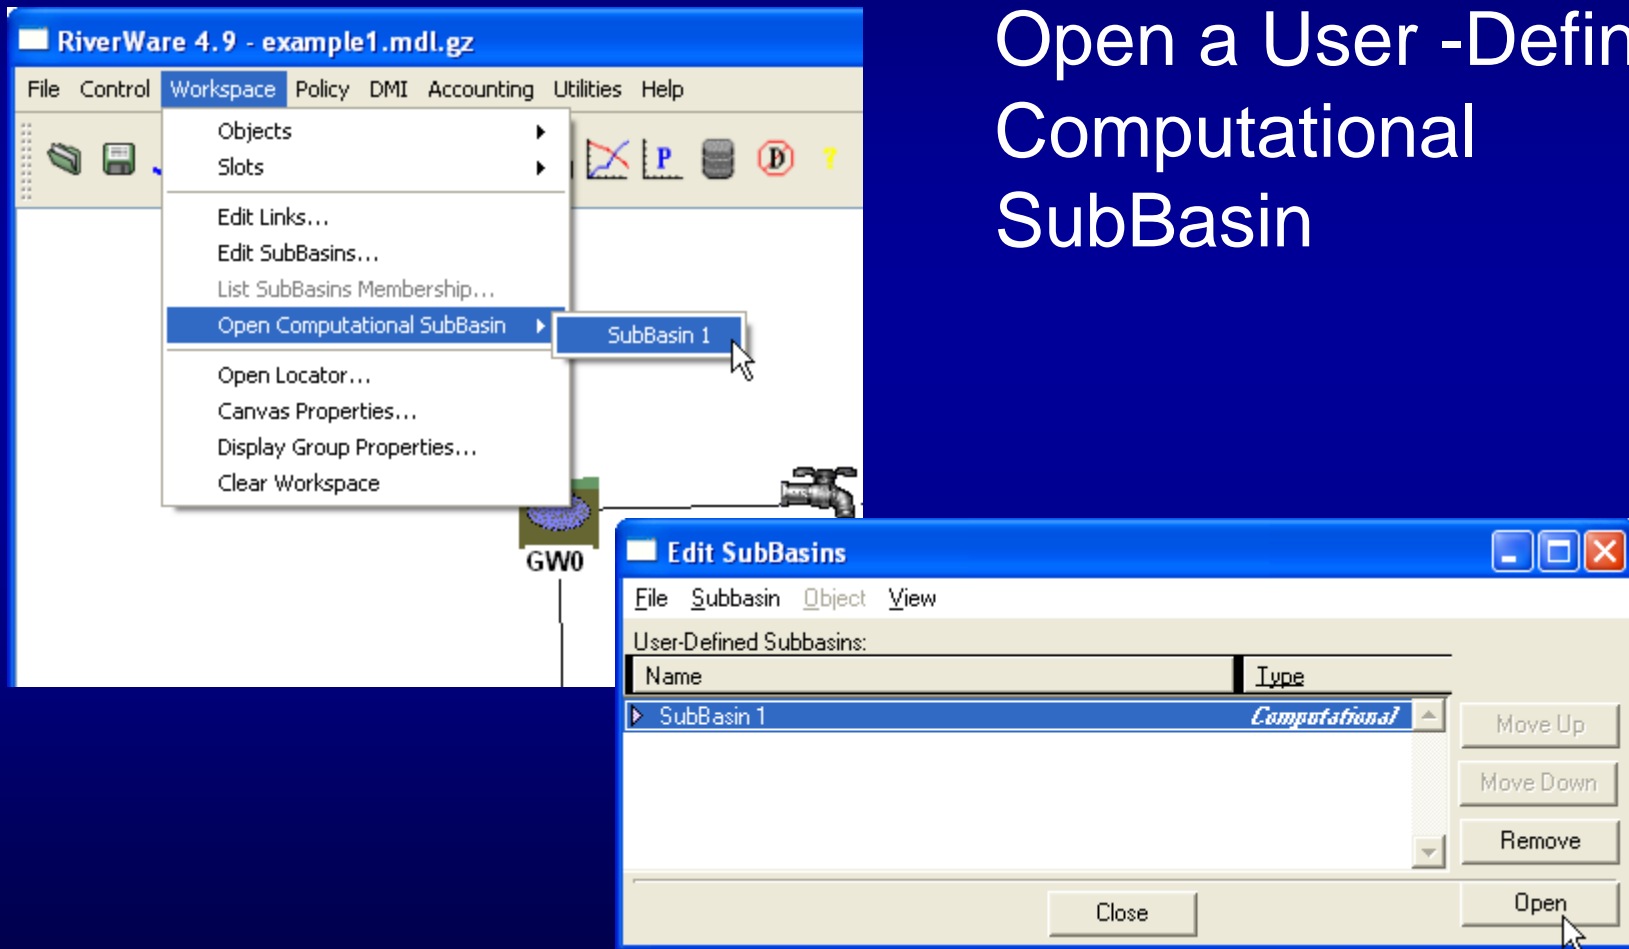 Open a User -Defin
Computational
SubBasin
RiverWare 4.9 - example1.mdl.gz
File Control Workspace Policy DMI Accounting Utilities Help
Objects
Slots
Edit Links...
Edit SubBasins...
List SubBasins Membership...
Open Computational SubBasin
SubBasin 1
Open Locator...
Canvas Properties...
Display Group Properties...
Clear Workspace
P
D
?
GW0
Edit SubBasins
File Subbasin Object View
User-Defined Subbasins:
Name Type
SubBasin 1 Computational
Move Up
Move Down
Remove
Open
Close